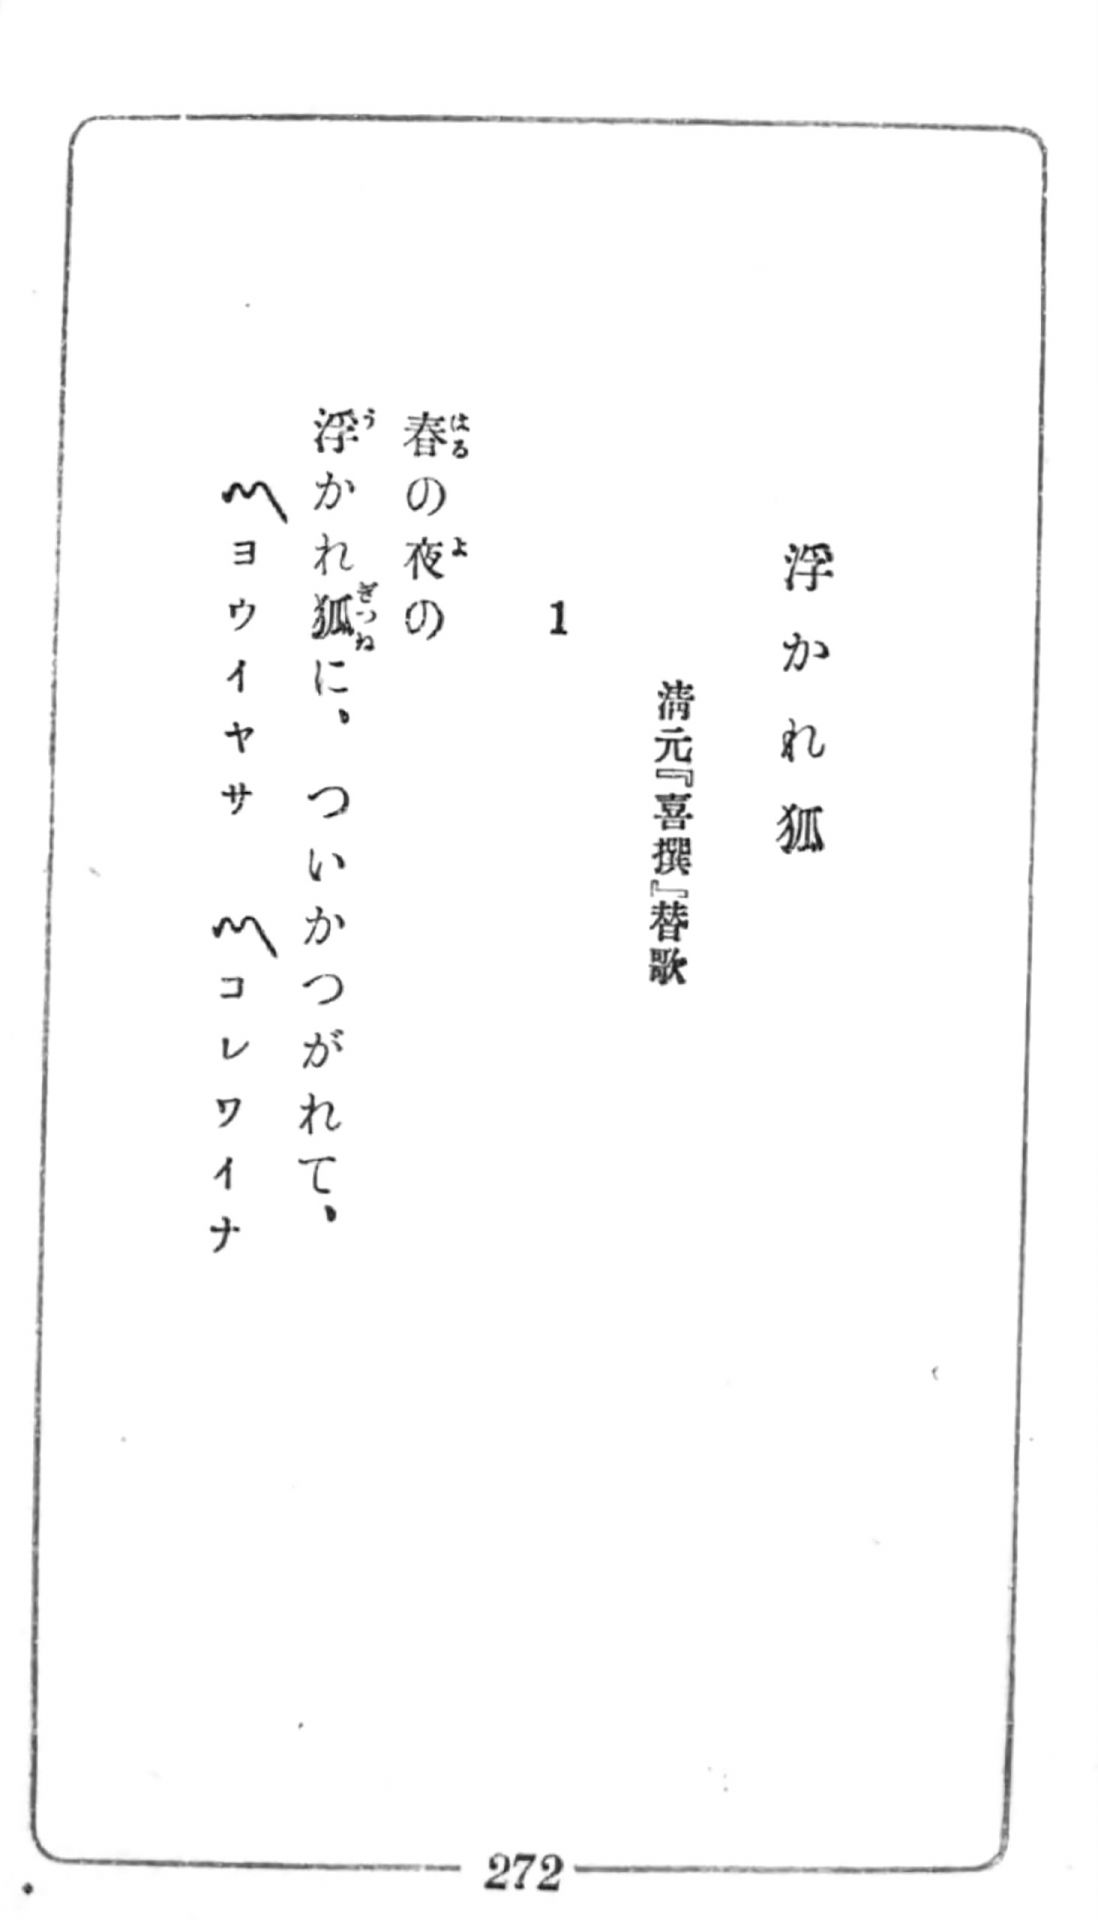 浮かれ狐
淸元『喜撰』替歌
1
春の夜の
浮かれ狐に、ついかつがれて、
〽ヨウイヤサ　〽コレワイナ
272